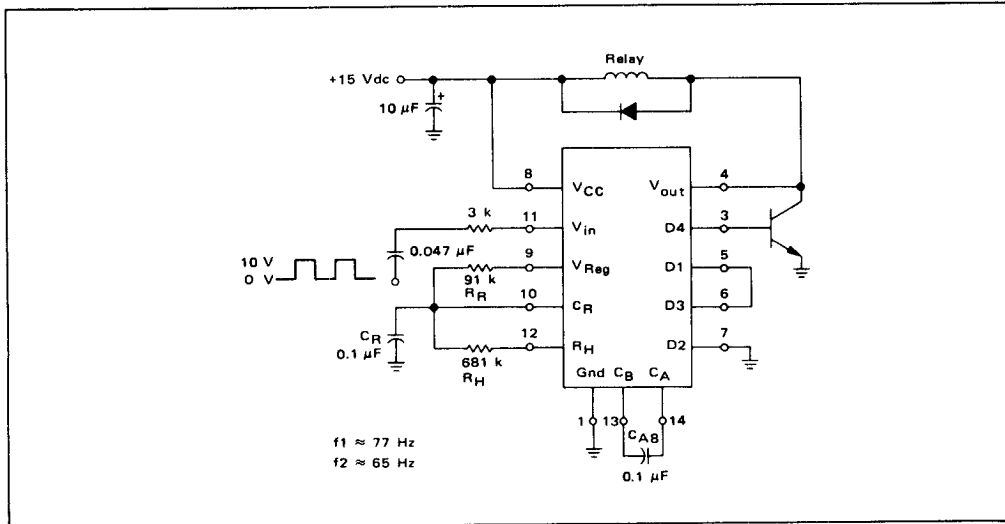 Relay
+15 Vdc
+
10 μF
8
VCC
Vout
4
3 k
11
Vin
D4
3
0.047 μF
10 V
0 V
9
VReg
D1
5
91 k
RR
10
CR
D3
6
CR
0.1 μF
12
RH
D2
7
681 k
RH
Gnd
CB
CA
1
13
14
CAB
0.1 μF
f1 ≈ 77 Hz
f2 ≈ 65 Hz